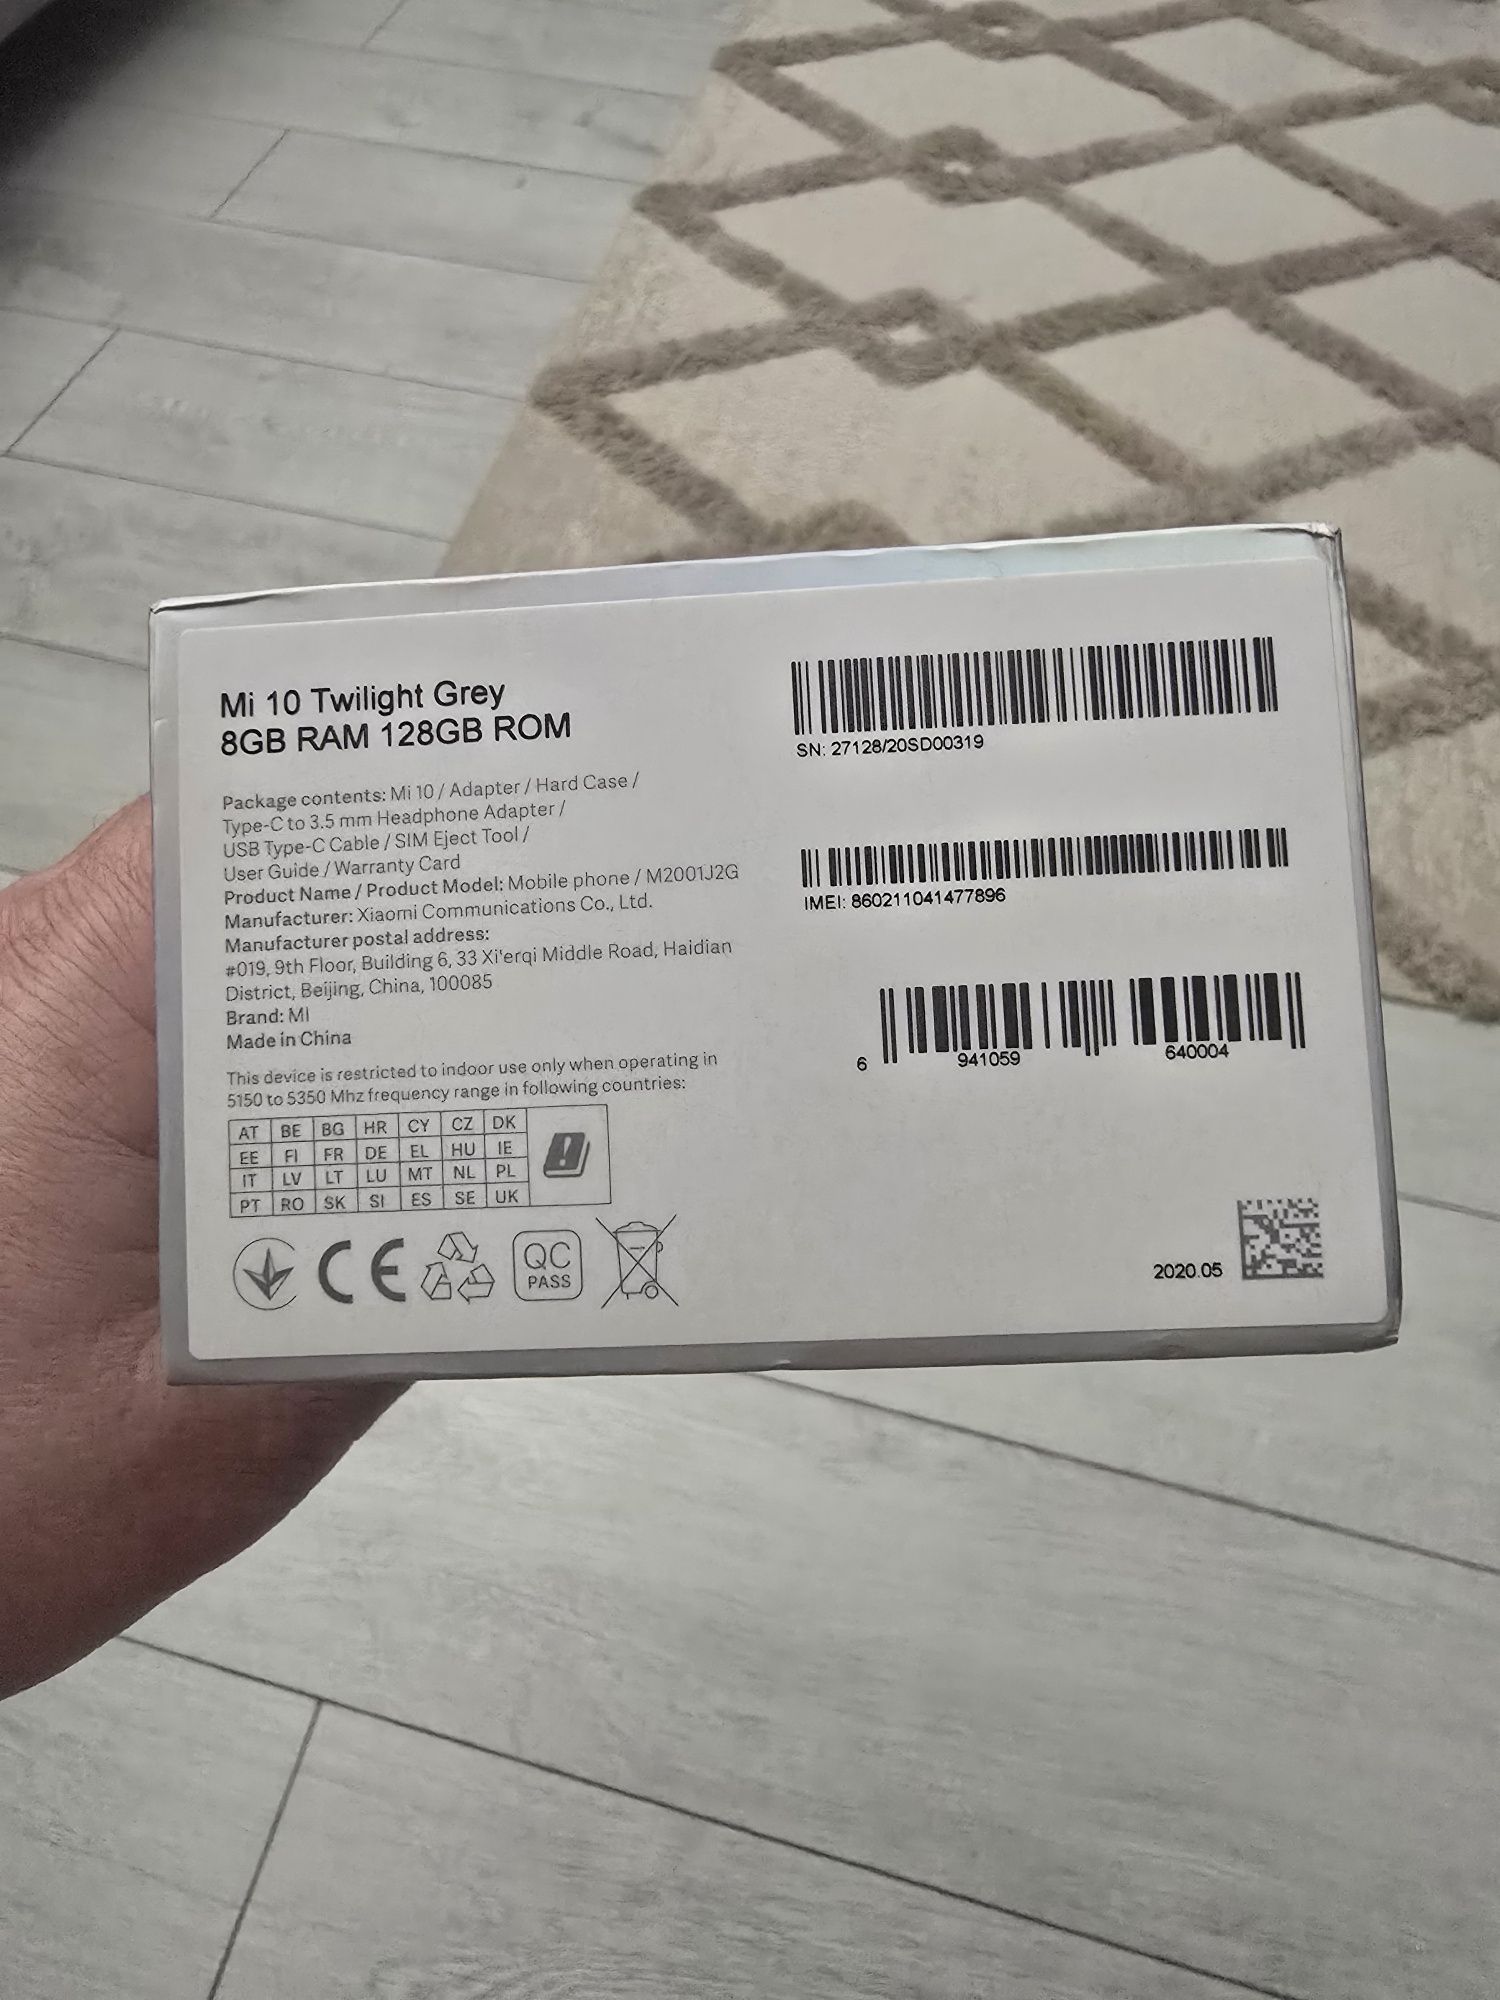 Mi 10 Twilight Grey
8GB RAM 128GB ROM
Package contents: Mi 10 / Adapter / Hard Case /
Type-C to 3.5 mm Headphone Adapter /
USB Type-C Cable / SIM Eject Tool /
User Guide / Warranty Card
Product Name / Product Model: Mobile phone / M2001J2G
Manufacturer: Xiaomi Communications Co., Ltd.
Manufacturer postal address:
#019, 9th Floor, Building 6, 33 Xi'erqi Middle Road, Haidian
District, Beijing, China, 100085
Brand: MI
Made in China
This device is restricted to indoor use only when operating in
5150 to 5350 Mhz frequency range in following countries:
AT BE BG HR CY CZ DK
EE FI FR DE EL HU IE
IT LV LT LU MT NL PL
PT RO SK SI ES SE UK
CE
QC
PASS
SN: 27128/20SD00319
IMEI: 860211041477896
6 941059 640004
2020.05